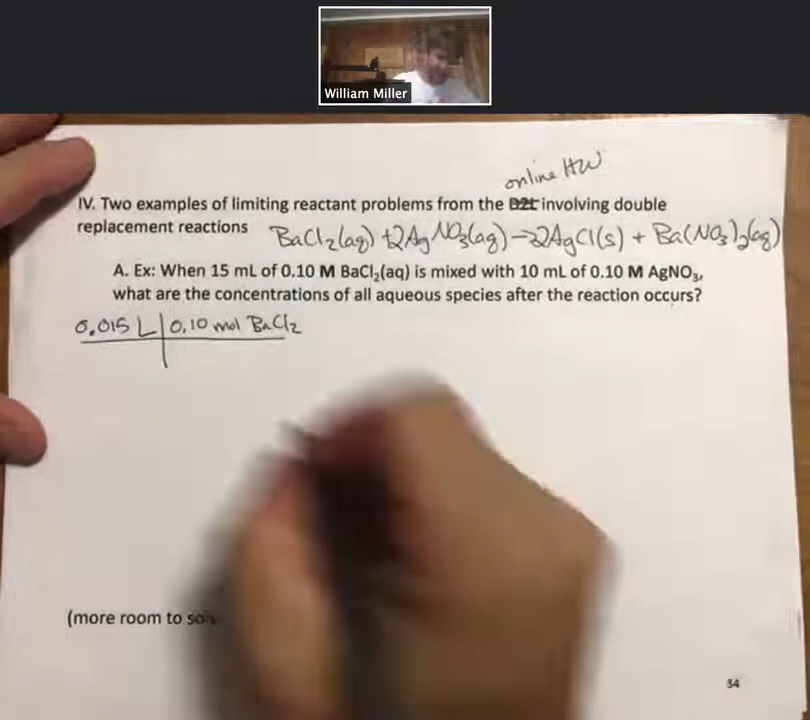 William Miller
online HW
IV. Two examples of limiting reactant problems from the D2L involving double
replacement reactions BaCl₂(aq) + 2AgNO₃(aq) → 2AgCl(s) + Ba(NO₃)₂(aq)
A. Ex: When 15 mL of 0.10 M BaCl₂(aq) is mixed with 10 mL of 0.10 M AgNO₃,
what are the concentrations of all aqueous species after the reaction occurs?
0.015 L | 0.10 mol BaCl₂
(more room to
34